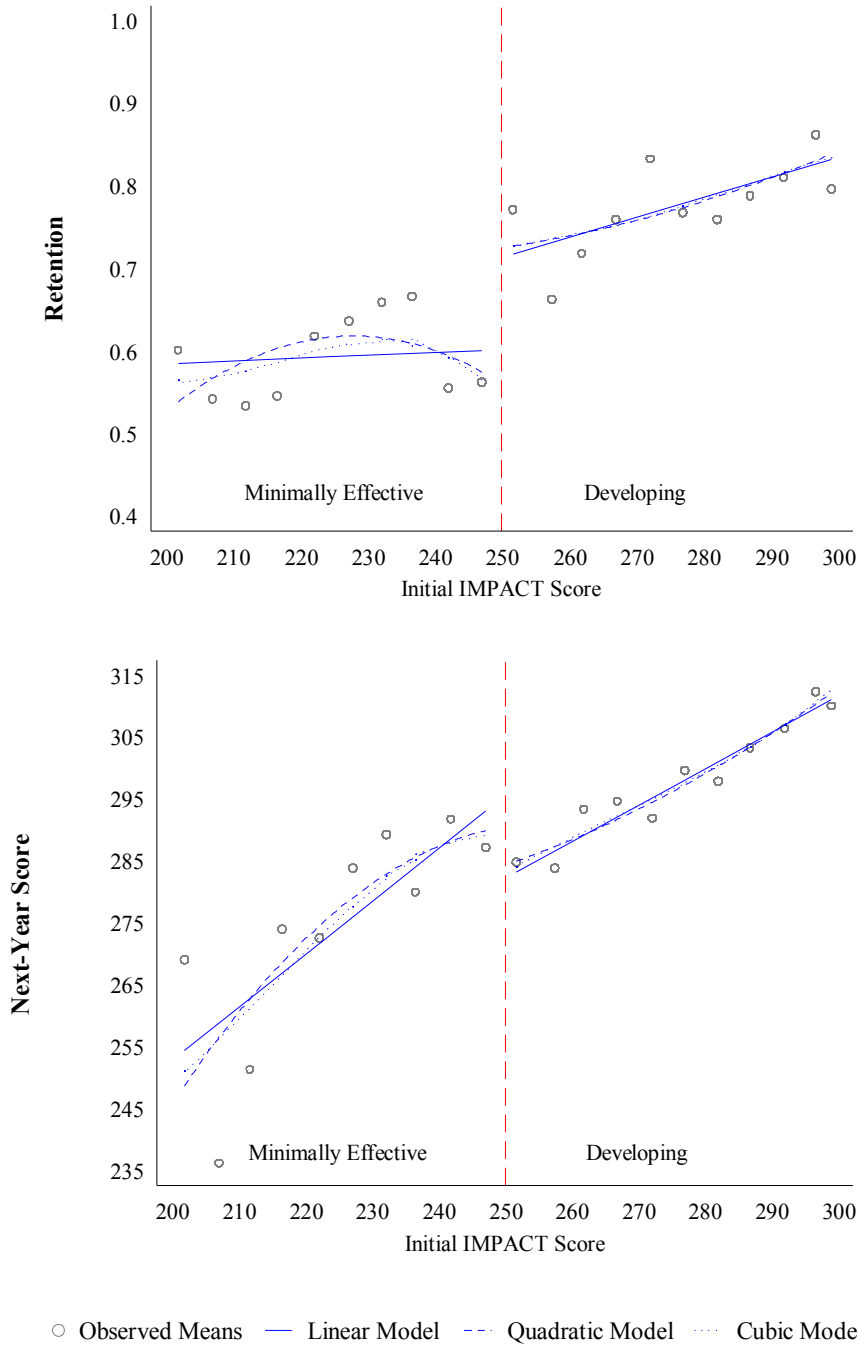 1.0
0.9
0.8
0.7
0.6
0.5
0.4
Retention
Minimally Effective
Developing
200 210 220 230 240 250 260 270 280 290 300
Initial IMPACT Score
315
305
295
285
275
265
255
245
235
Next-Year Score
Minimally Effective
Developing
200 210 220 230 240 250 260 270 280 290 300
Initial IMPACT Score
Observed Means Linear Model Quadratic Model Cubic Mode